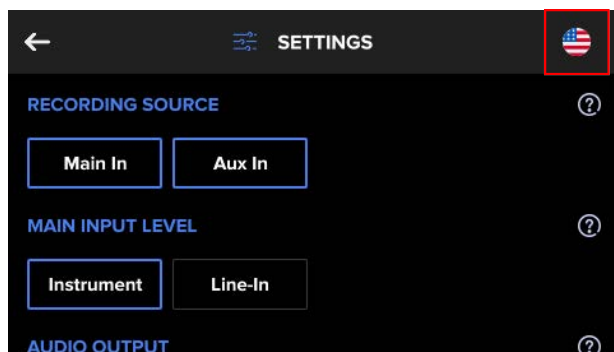 SETTINGS
RECORDING SOURCE
Main In Aux In
MAIN INPUT LEVEL
Instrument Line-In
AUDIO OUTPUT